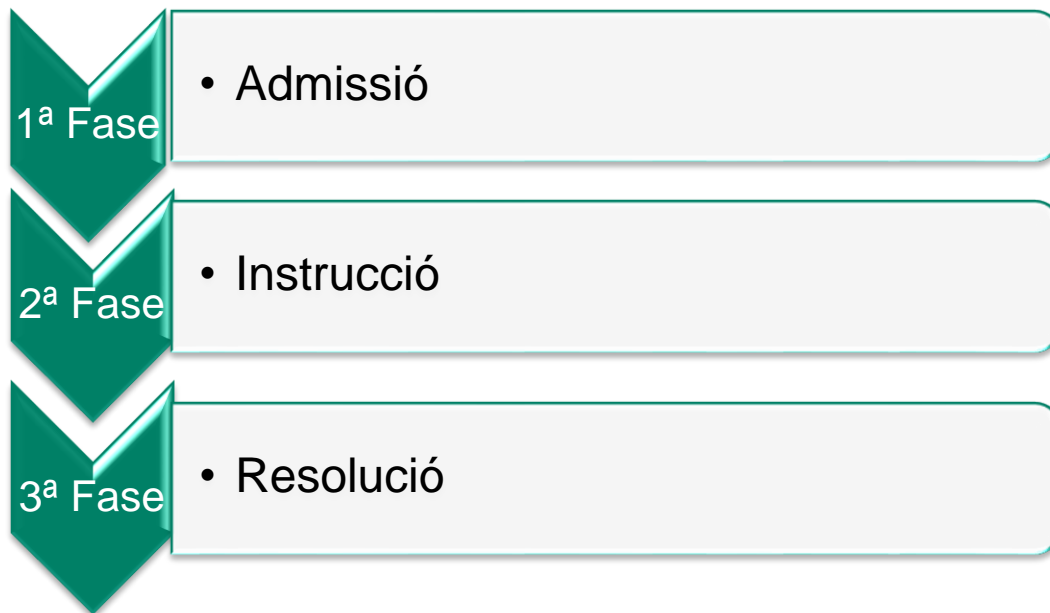 1ª Fase
• Admissió
2ª Fase
• Instrucció
3ª Fase
• Resolució